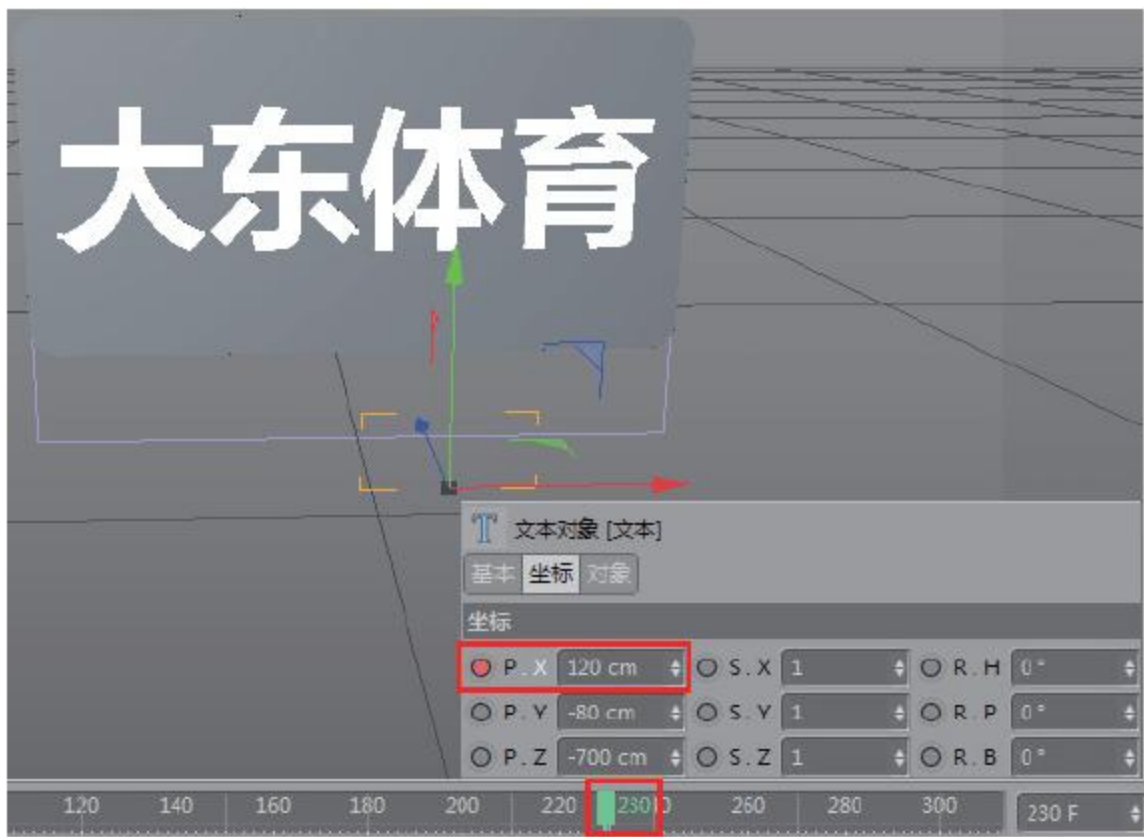 大东体育
文本对象 [文本]
基本 坐标 对象
坐标
P . X 120 cm S . X 1 R . H 0°
P . Y -80 cm S . Y 1 R . P 0°
P . Z -700 cm S . Z 1 R . B 0°
120 140 160 180 200 220 230 260 280 300 230 F